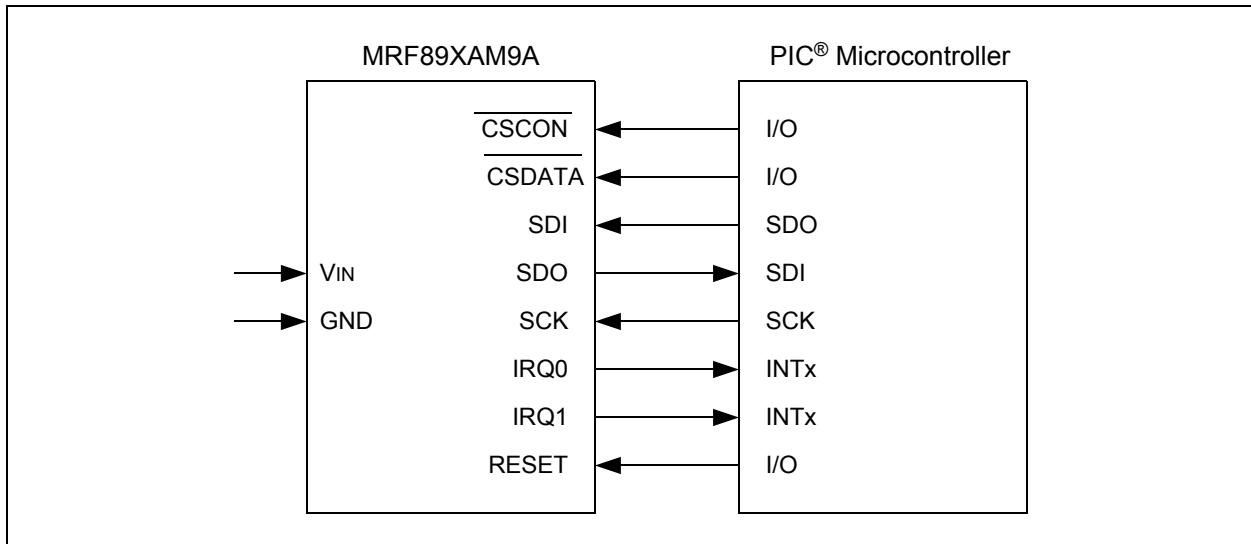 MRF89XAM9A
PIC® Microcontroller
CSCON
I/O
CSDATA
I/O
SDI
SDO
VIN
SDO
SDI
GND
SCK
SCK
IRQ0
INTx
IRQ1
INTx
RESET
I/O